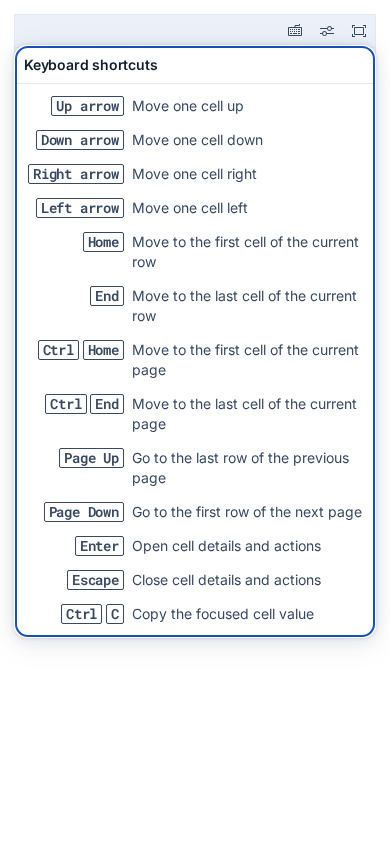 Keyboard shortcuts
Up arrow Move one cell up
Down arrow Move one cell down
Right arrow Move one cell right
Left arrow Move one cell left
Home Move to the first cell of the current
row
End Move to the last cell of the current
row
Ctrl Home Move to the first cell of the current
page
Ctrl End Move to the last cell of the current
page
Page Up Go to the last row of the previous
page
Page Down Go to the first row of the next page
Enter Open cell details and actions
Escape Close cell details and actions
Ctrl C Copy the focused cell value